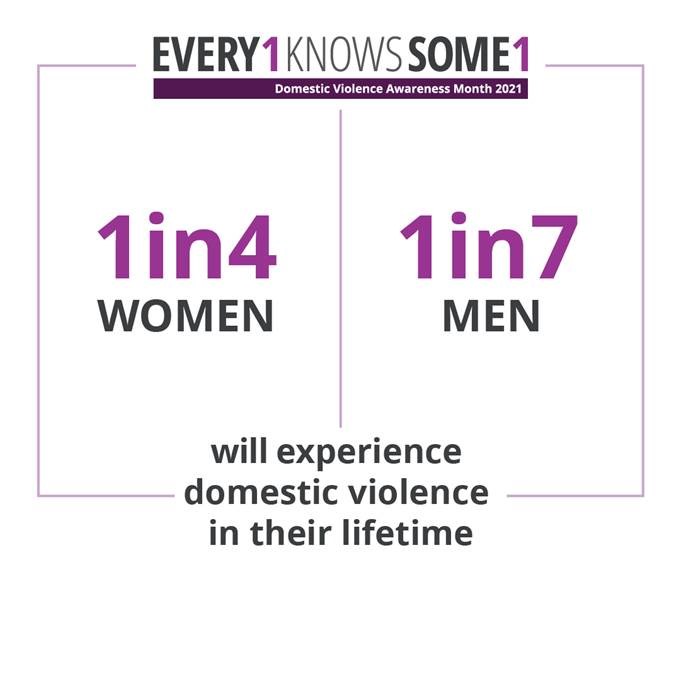 EVERY1KNOWSSOME1
Domestic Violence Awareness Month 2021
1in4
WOMEN
1in7
MEN
will experience
domestic violence
in their lifetime